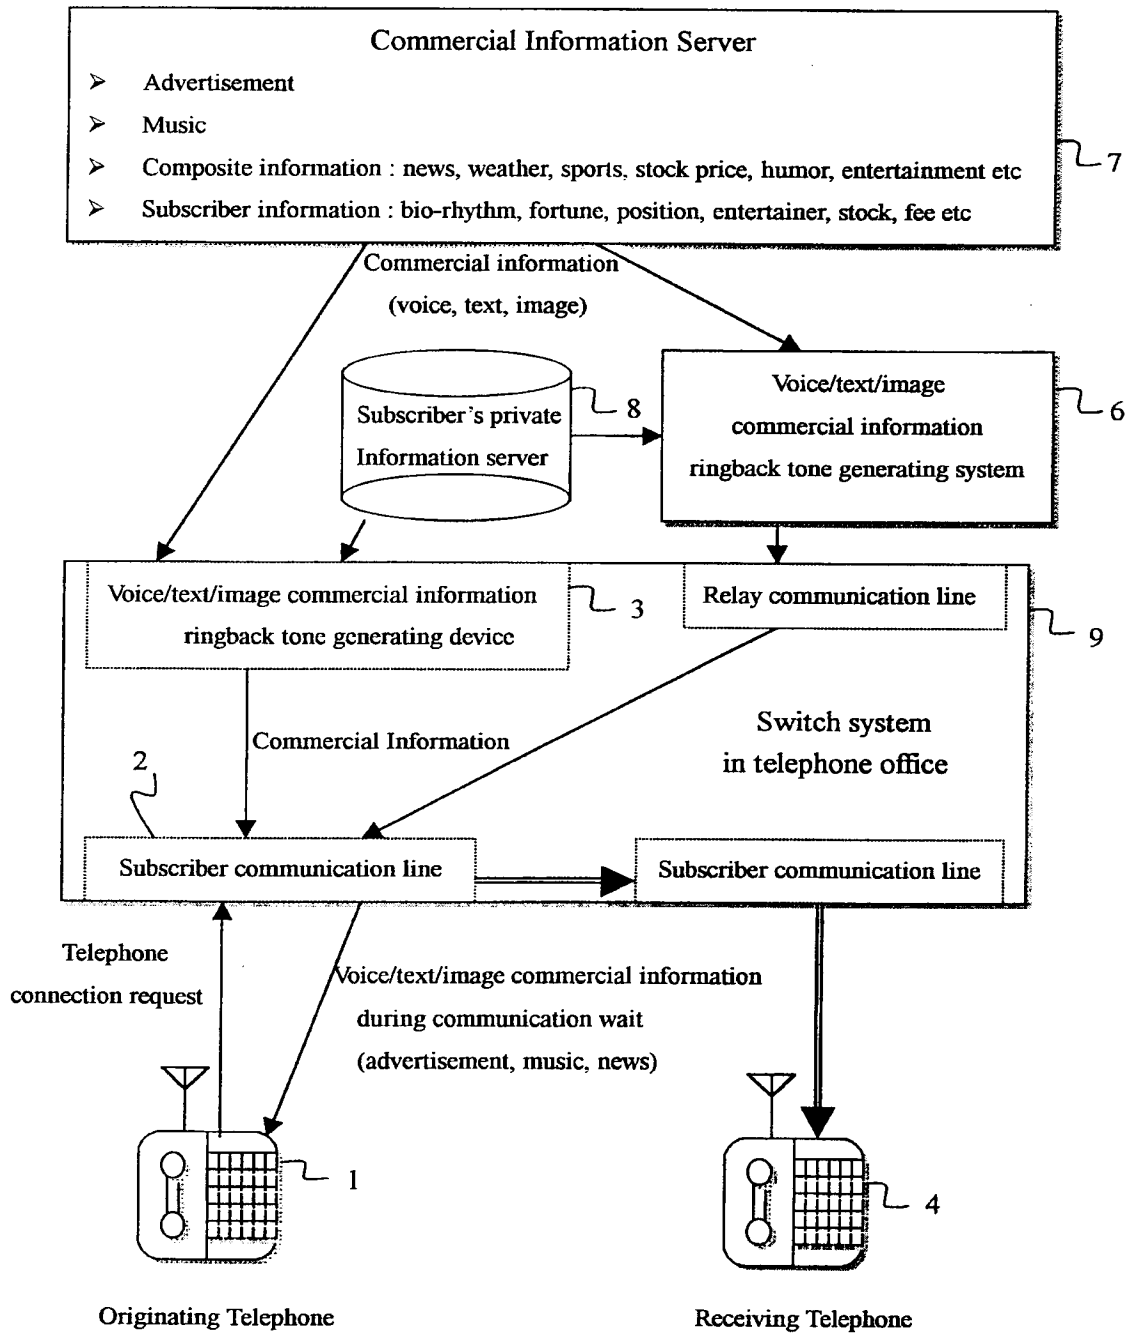 Commercial Information Server
➢ Advertisement
➢ Music
➢ Composite information : news, weather, sports, stock price, humor, entertainment etc
➢ Subscriber information : bio-rhythm, fortune, position, entertainer, stock, fee etc
7
Commercial information
(voice, text, image)
Subscriber's private
Information server
8
Voice/text/image
commercial information
ringback tone generating system
6
Voice/text/image commercial information
ringback tone generating device
3
Relay communication line
9
Switch system
in telephone office
Commercial Information
2
Subscriber communication line
Subscriber communication line
Telephone
connection request
Voice/text/image commercial information
during communication wait
(advertisement, music, news)
1
4
Originating Telephone
Receiving Telephone